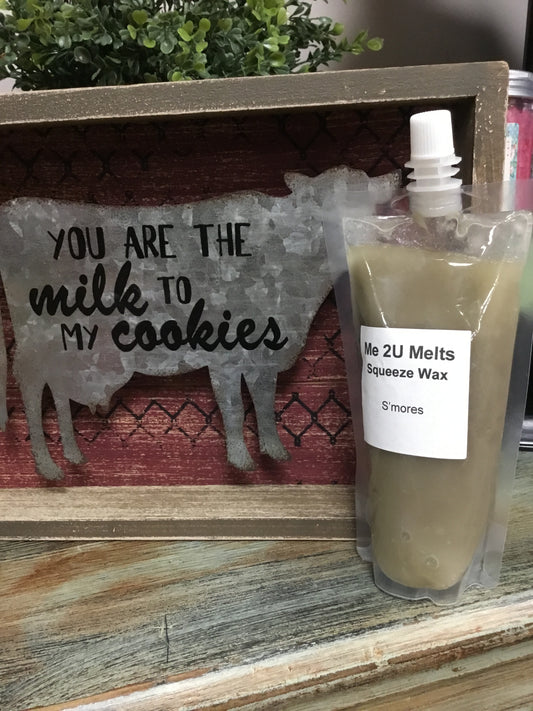 YOU ARE THE
milk TO
MY cookies
Me 2U Melts
Squeeze Wax
S'mores